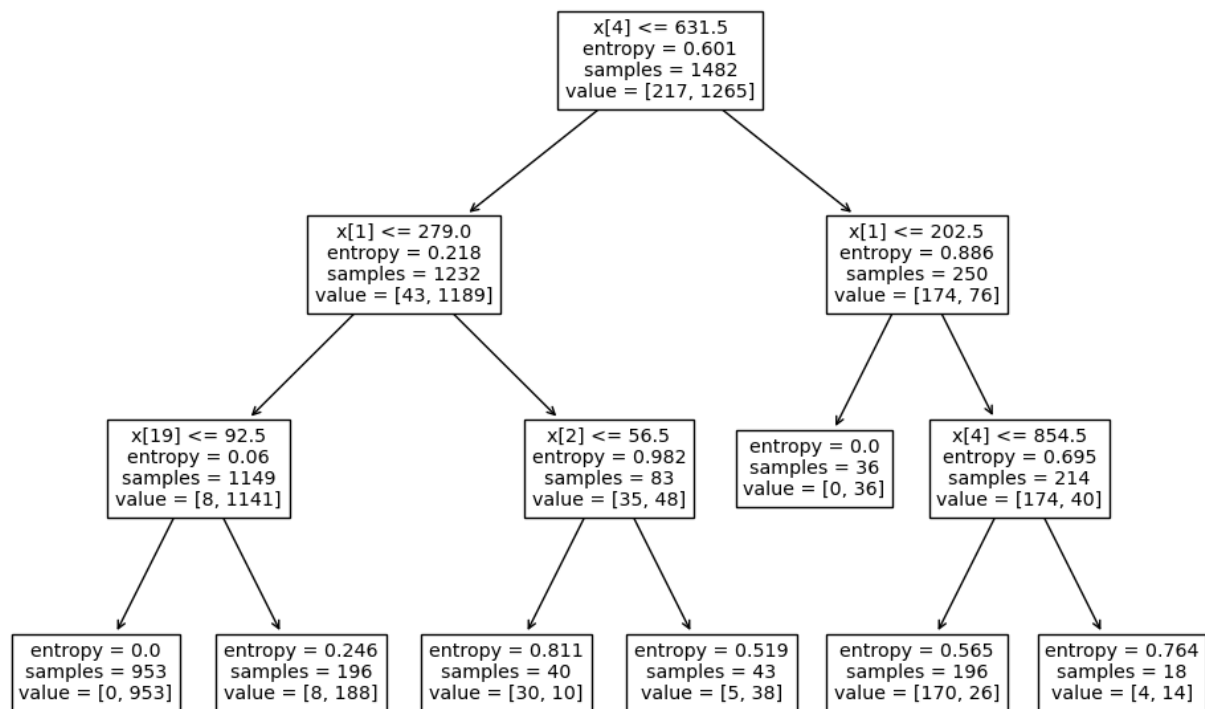 x[4] <= 631.5
entropy = 0.601
samples = 1482
value = [217, 1265]
x[1] <= 279.0
entropy = 0.218
samples = 1232
value = [43, 1189]
x[1] <= 202.5
entropy = 0.886
samples = 250
value = [174, 76]
x[19] <= 92.5
entropy = 0.06
samples = 1149
value = [8, 1141]
x[2] <= 56.5
entropy = 0.982
samples = 83
value = [35, 48]
entropy = 0.0
samples = 36
value = [0, 36]
x[4] <= 854.5
entropy = 0.695
samples = 214
value = [174, 40]
entropy = 0.0
samples = 953
value = [0, 953]
entropy = 0.246
samples = 196
value = [8, 188]
entropy = 0.811
samples = 40
value = [30, 10]
entropy = 0.519
samples = 43
value = [5, 38]
entropy = 0.565
samples = 196
value = [170, 26]
entropy = 0.764
samples = 18
value = [4, 14]